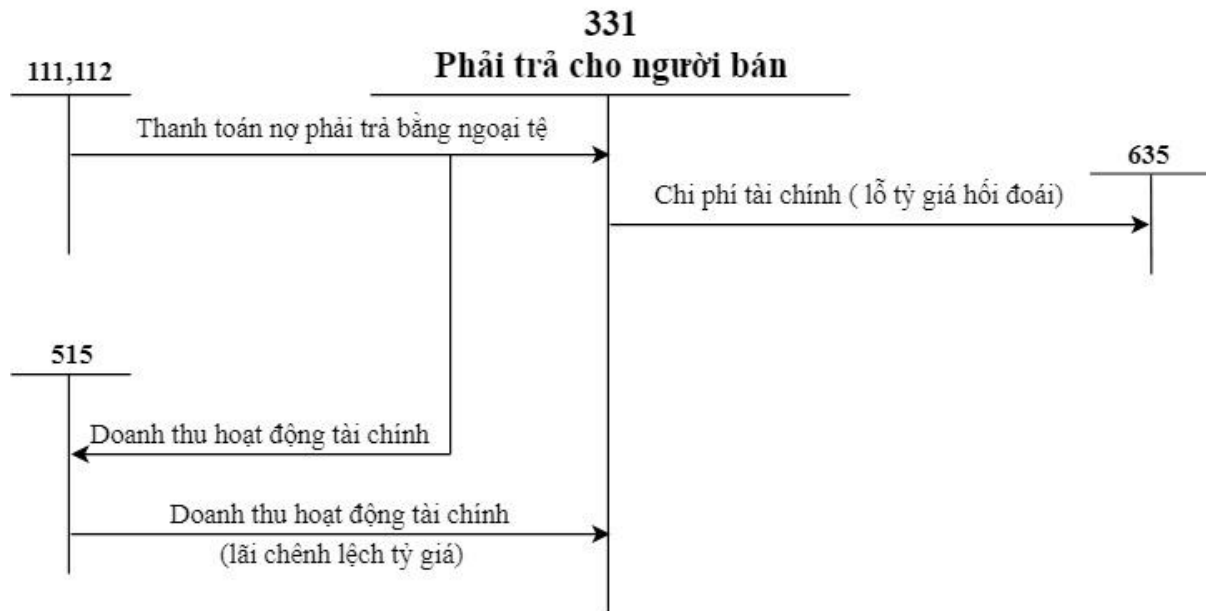 331
Phải trả cho người bán
111,112
Thanh toán nợ phải trả bằng ngoại tệ
635
Chi phí tài chính ( lỗ tỷ giá hối đoái)
515
Doanh thu hoạt động tài chính
Doanh thu hoạt động tài chính
(lãi chênh lệch tỷ giá)